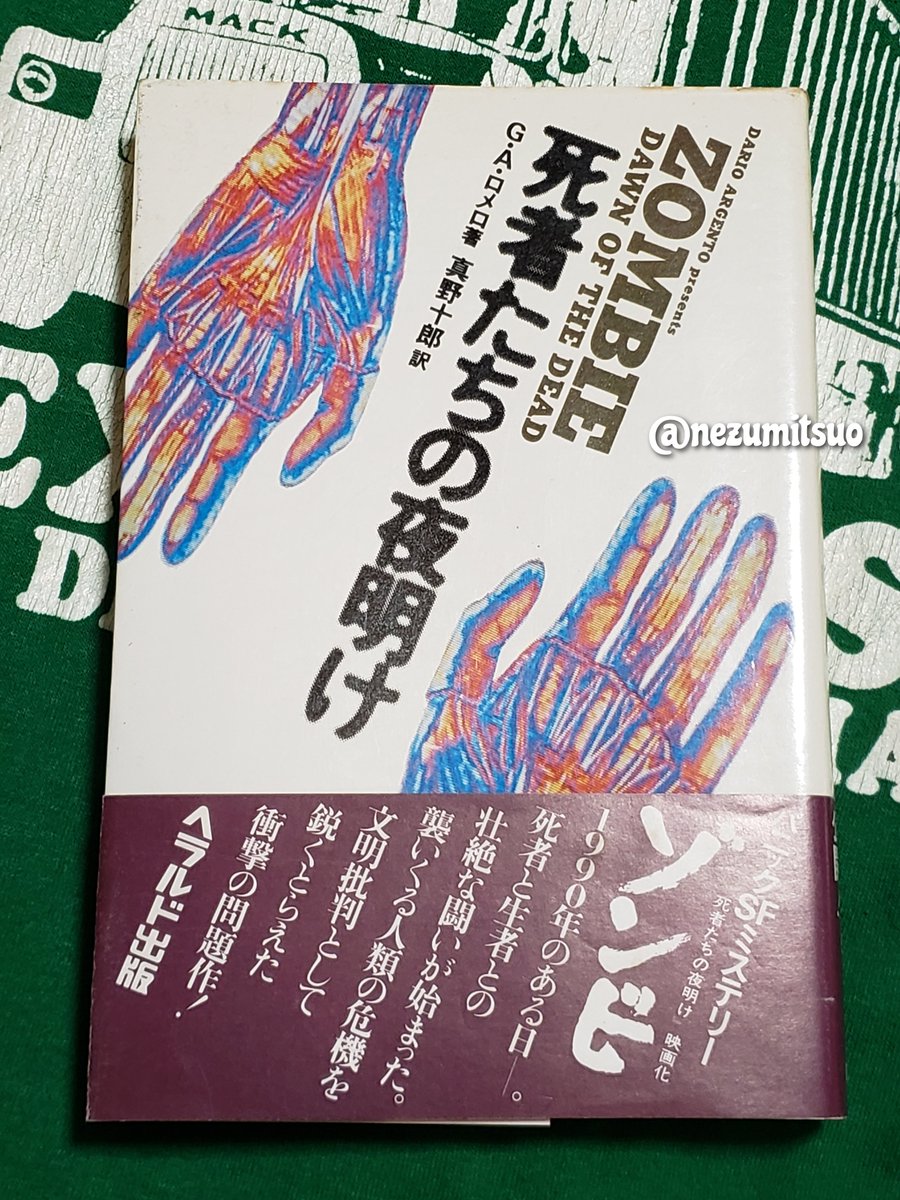 MACK
DARIO ARGENTO presents
ZOMBIE
DAWN OF THE DEAD
死者たちの夜明け
G・A・ロメロ著 真野十郎 訳
@nezumitsuo
SFミステリー
死者たちの夜明け 映画化
ゾンビ
1990年のある日―。
死者と生者との
壮絶な闘いが始まった。
襲いくる人類の危機を
文明批判として
鋭くとらえた
衝撃の問題作!
ヘラルド出版